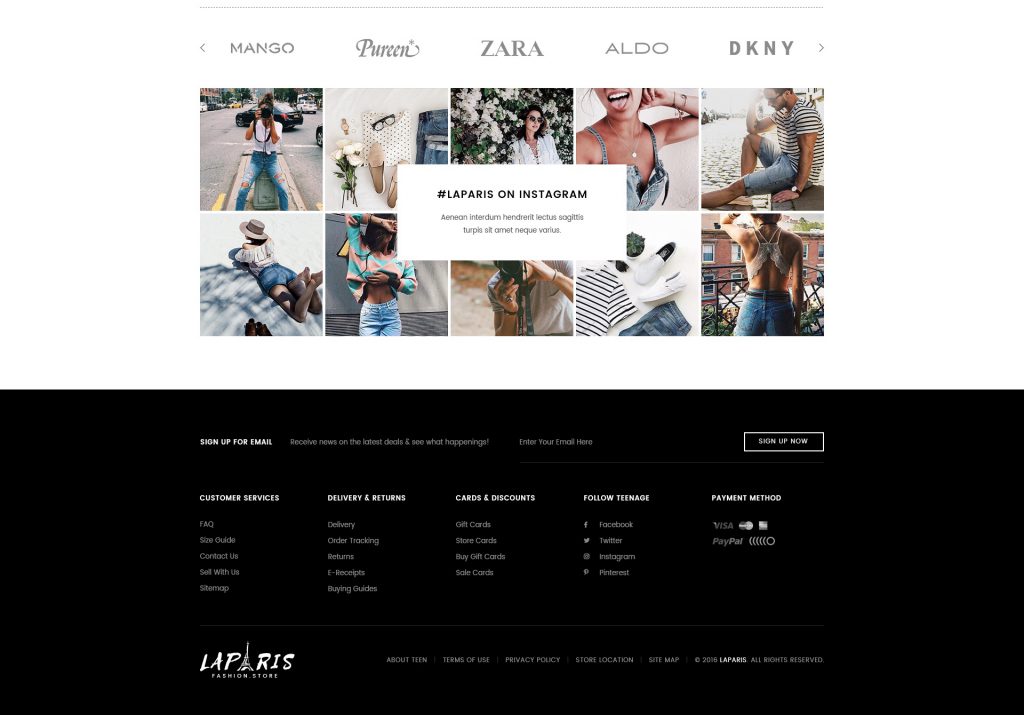 MANGO
Pureen*
ZARA
ALDO
DKNY
#LAPARIS ON INSTAGRAM
Aenean interdum hendrerit lectus sagittis
turpis sit amet neque varius.
SIGN UP FOR EMAIL
Receive news on the latest deals & see what happenings!
Enter Your Email Here
SIGN UP NOW
CUSTOMER SERVICES
FAQ
Size Guide
Contact Us
Sell With Us
Sitemap
DELIVERY & RETURNS
Delivery
Order Tracking
Returns
E-Receipts
Buying Guides
CARDS & DISCOUNTS
Gift Cards
Store Cards
Buy Gift Cards
Sale Cards
FOLLOW TEENAGE
Facebook
Twitter
Instagram
Pinterest
PAYMENT METHOD
VISA
PayPal
LAPARIS
FASHION.STORE
ABOUT TEEN | TERMS OF USE | PRIVACY POLICY | STORE LOCATION | SITE MAP | © 2016 LAPARIS. ALL RIGHTS RESERVED.